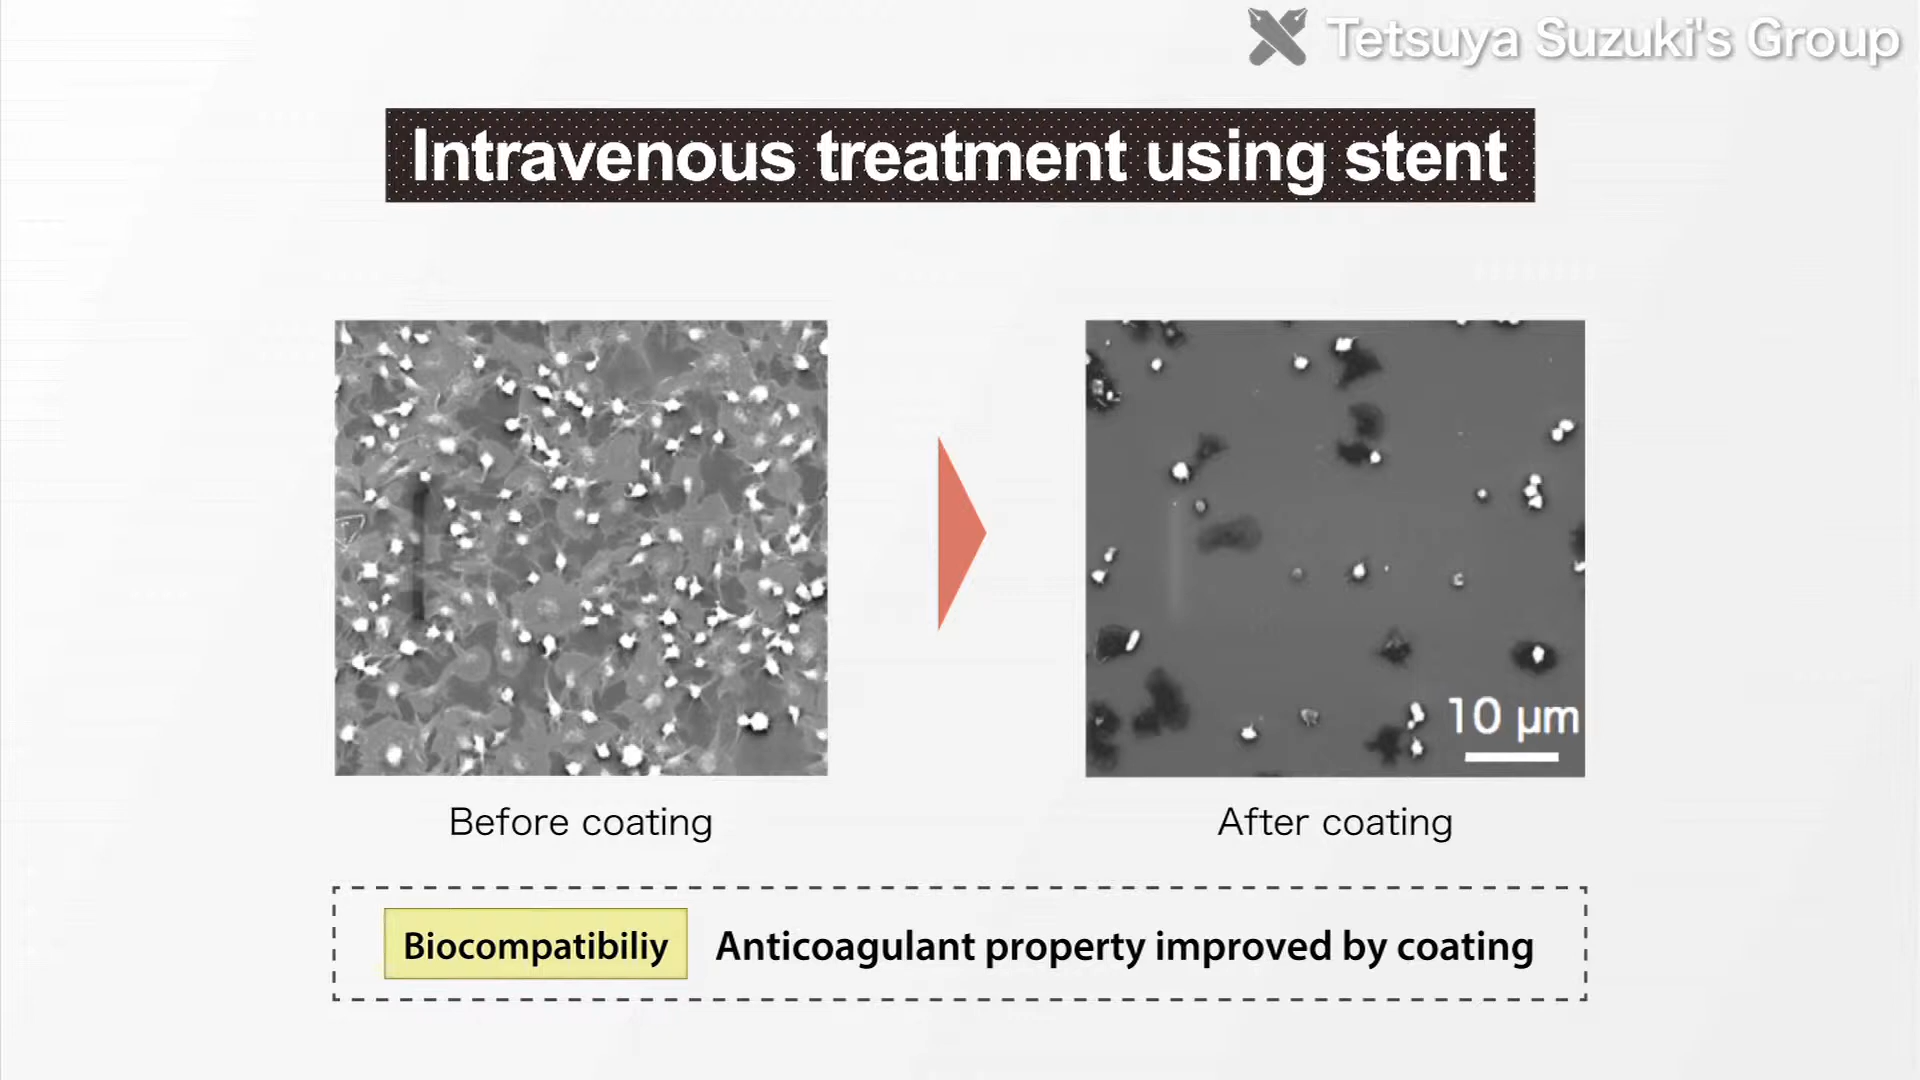 Tetsuya Suzuki's Group
Intravenous treatment using stent
10 µm
Before coating
After coating
Biocompatibiliy
Anticoagulant property improved by coating